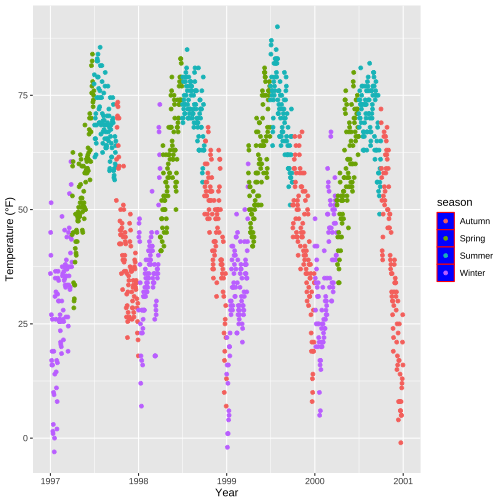 75
50
25
0
Temperature (°F)
1997
1998
1999
2000
2001
Year
season
Autumn
Spring
Summer
Winter